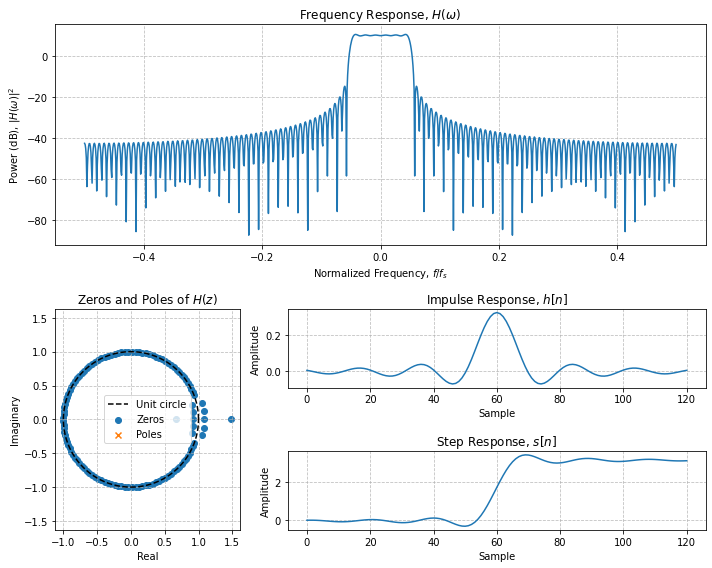 Frequency Response, H(ω)
Power (dB), |H(ω)|²
0
−20
−40
−60
−80
−0.4 −0.2 0.0 0.2 0.4
Normalized Frequency, f/fₛ
Zeros and Poles of H(z)
Imaginary
1.5
1.0
0.5
0.0
−0.5
−1.0
−1.5
Unit circle
Zeros
Poles
−1.0 −0.5 0.0 0.5 1.0 1.5
Real
Impulse Response, h[n]
Amplitude
0.2
0.0
0 20 40 60 80 100 120
Sample
Step Response, s[n]
Amplitude
2
0
0 20 40 60 80 100 120
Sample